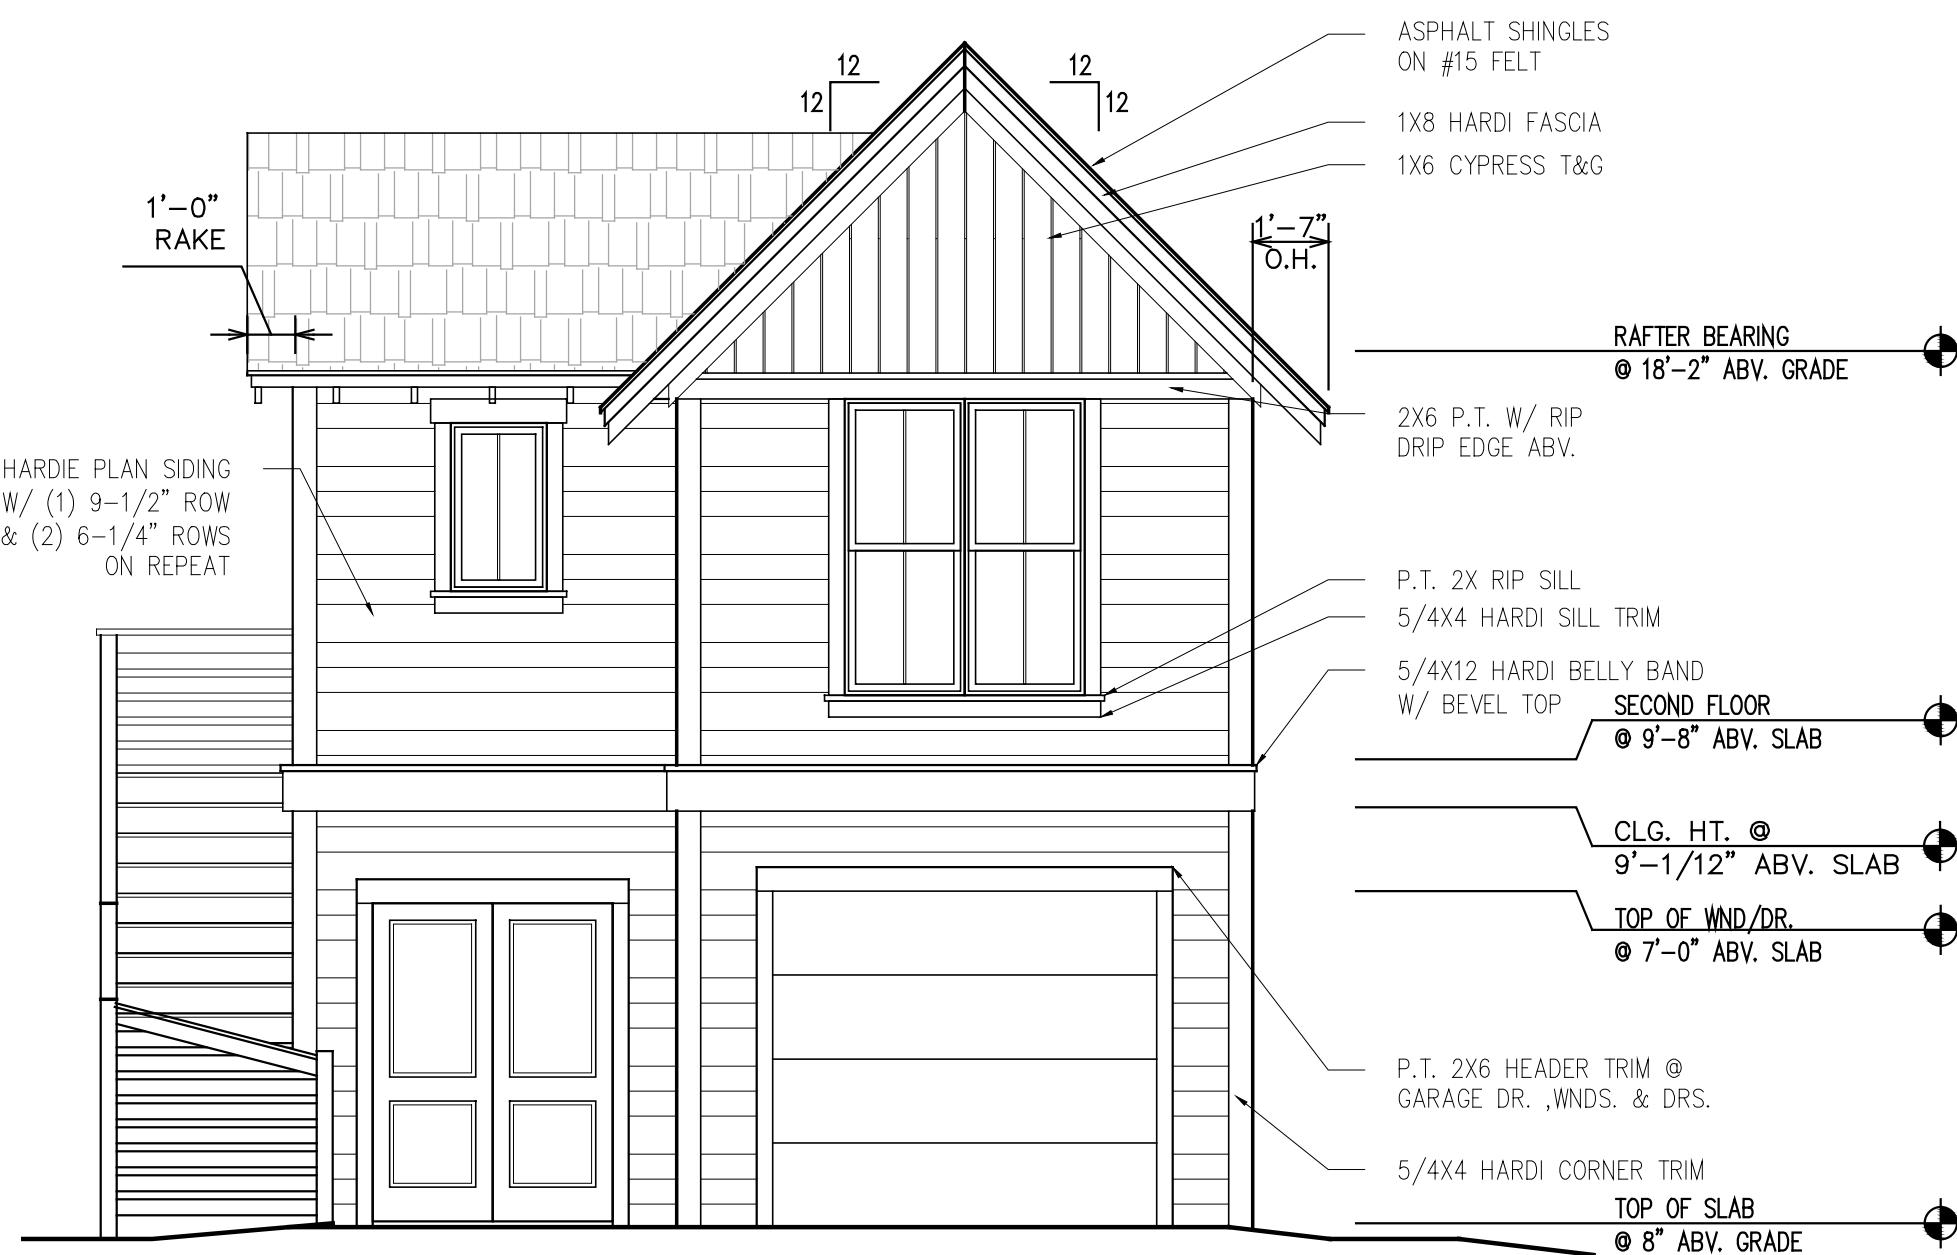 ASPHALT SHINGLES
ON #15 FELT
12
12
12
12
1X8 HARDI FASCIA
1X6 CYPRESS T&G
1'-0"
RAKE
1'-7"
O.H.
RAFTER BEARING
@ 18'-2" ABV. GRADE
2X6 P.T. W/ RIP
DRIP EDGE ABV.
HARDIE PLAN SIDING
W/ (1) 9-1/2" ROW
& (2) 6-1/4" ROWS
ON REPEAT
P.T. 2X RIP SILL
5/4X4 HARDI SILL TRIM
5/4X12 HARDI BELLY BAND
W/ BEVEL TOP
SECOND FLOOR
@ 9'-8" ABV. SLAB
CLG. HT. @
9'-1/12" ABV. SLAB
TOP OF WND/DR.
@ 7'-0" ABV. SLAB
P.T. 2X6 HEADER TRIM @
GARAGE DR. ,WNDS. & DRS.
5/4X4 HARDI CORNER TRIM
TOP OF SLAB
@ 8" ABV. GRADE